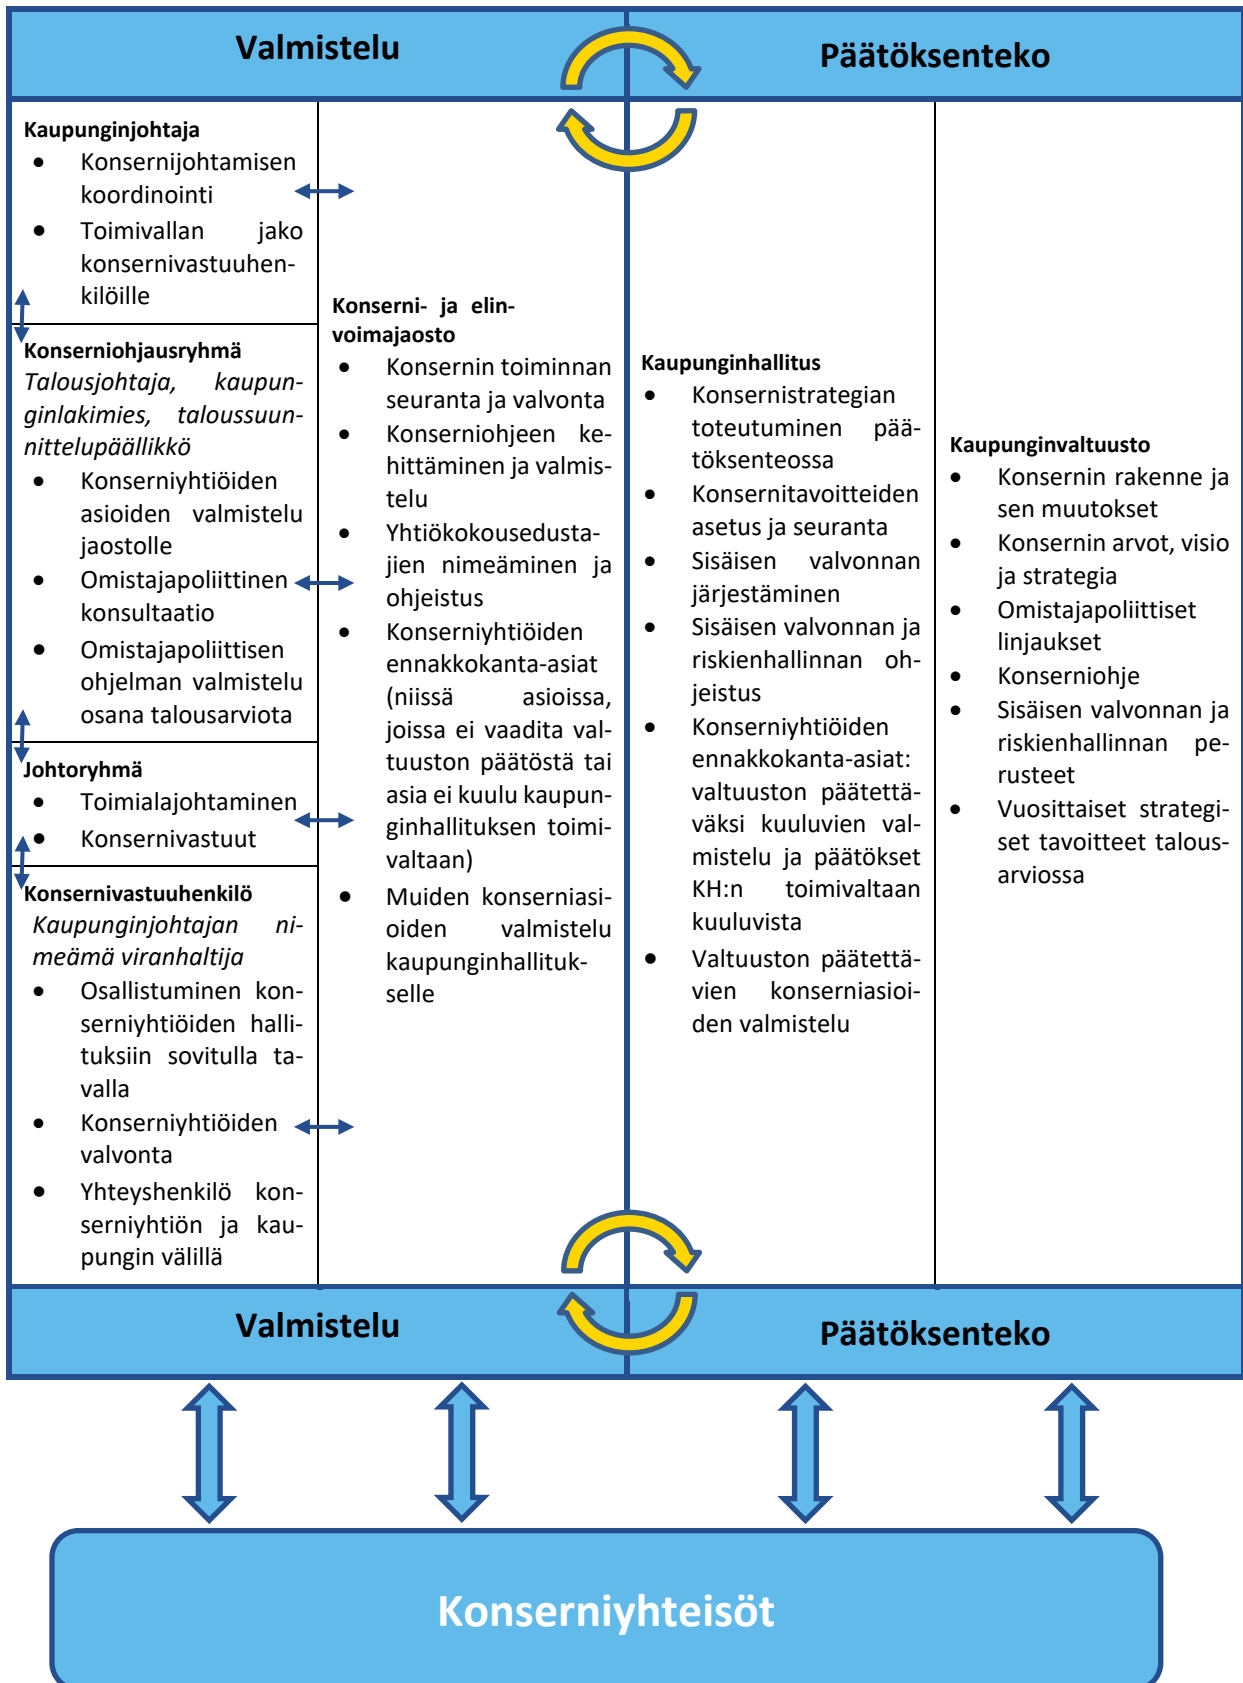 Valmistelu
Päätöksenteko
Kaupunginjohtaja
• Konsernijohtamisen
koordinointi
• Toimivallan jako
konsernivastuuhen-
kilöille
Konserniohjausryhmä
Talousjohtaja, kaupun-
ginlakimies, taloussuun-
nittelupäällikkö
• Konserniyhtiöiden
asioiden valmistelu
jaostolle
• Omistajapoliittinen
konsultaatio
• Omistajapoliittisen
ohjelman valmistelu
osana talousarviota
Johtoryhmä
• Toimialajohtaminen
• Konsernivastuut
Konsernivastuuhenkilö
Kaupunginjohtajan ni-
meämä viranhaltija
• Osallistuminen kon-
serniyhtiöiden halli-
tuksiin sovitulla ta-
valla
• Konserniyhtiöiden
valvonta
• Yhteyshenkilö kon-
serniyhtiön ja kau-
pungin välillä
Konserni- ja elin-
voimajaosto
• Konsernin toiminnan
seuranta ja valvonta
• Konserniohjeen ke-
hittäminen ja valmis-
telu
• Yhtiökokousedusta-
jien nimeäminen ja
ohjeistus
• Konserniyhtiöiden
ennakkokanta-asiat
(niissä asioissa,
joissa ei vaadita val-
tuuston päätöstä tai
asia ei kuulu kaupun-
ginhallituksen toimi-
valtaan)
• Muiden konserniasi-
oiden valmistelu
kaupunginhallituk-
selle
Kaupunginhallitus
• Konsernistrategian
toteutuminen pää-
töksenteossa
• Konsernitavoitteiden
asetus ja seuranta
• Sisäisen valvonnan
järjestäminen
• Sisäisen valvonnan ja
riskienhallinnan oh-
jeistus
• Konserniyhtiöiden
ennakkokanta-asiat:
valtuuston päätettä-
väksi kuuluvien val-
mistelu ja päätökset
KH:n toimivaltaan
kuuluvista
• Valtuuston päätettä-
vien konserniasioi-
den valmistelu
Kaupunginvaltuusto
• Konsernin rakenne ja
sen muutokset
• Konsernin arvot, visio
ja strategia
• Omistajapoliittiset
linjaukset
• Konserniohje
• Sisäisen valvonnan ja
riskienhallinnan pe-
rusteet
• Vuosittaiset strategi-
set tavoitteet talous-
arviossa
Valmistelu
Päätöksenteko
Konserniyhteisöt